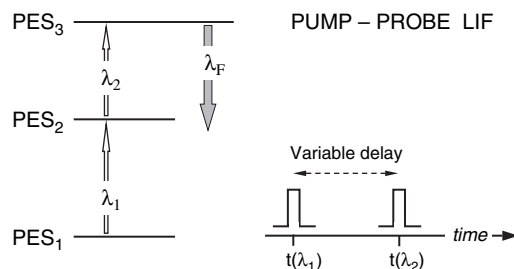 PES₃
PUMP – PROBE LIF
λ₂
λF
PES₂
Variable delay
λ₁
PES₁
time
t(λ₁)
t(λ₂)